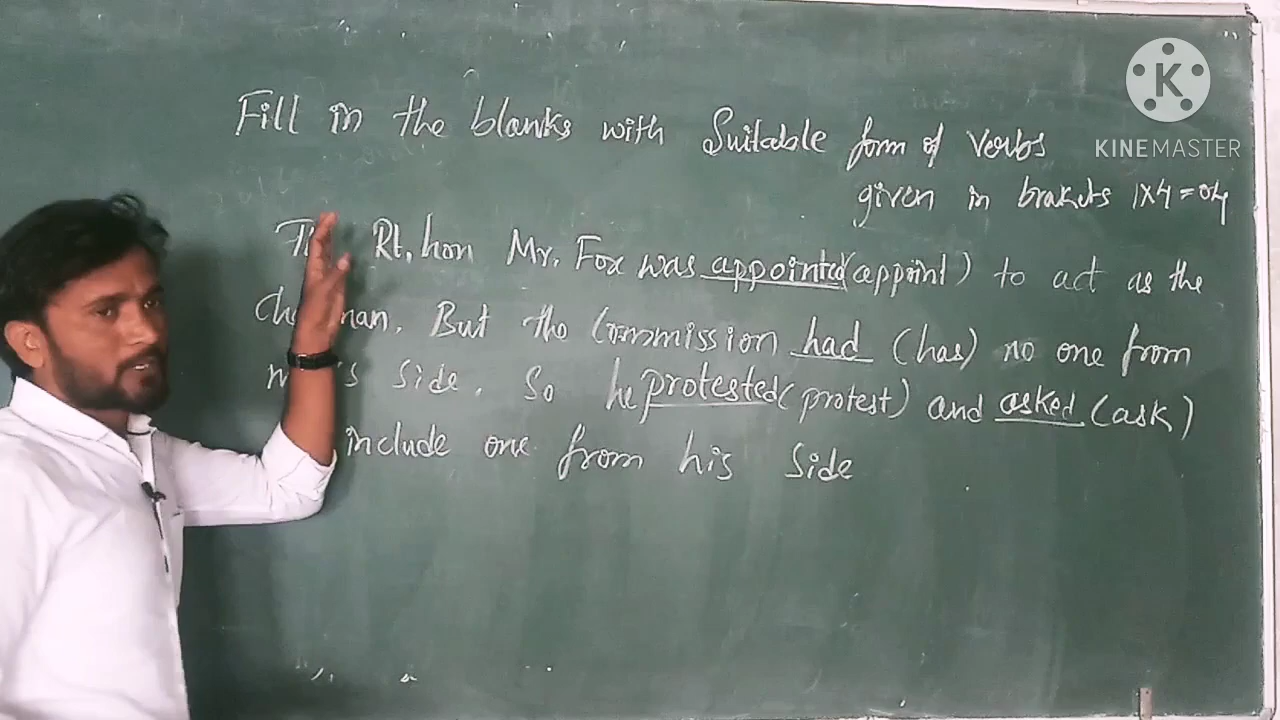 Fill in the blanks with Suitable form of Verbs
given in brakets 1x4=04
Rt. hon Mr. Fox was appointed (appoint) to act as the
But the Commission had (has) no one from
side. So he protested (protest) and asked (ask)
include one from his Side
K
KINEMASTER